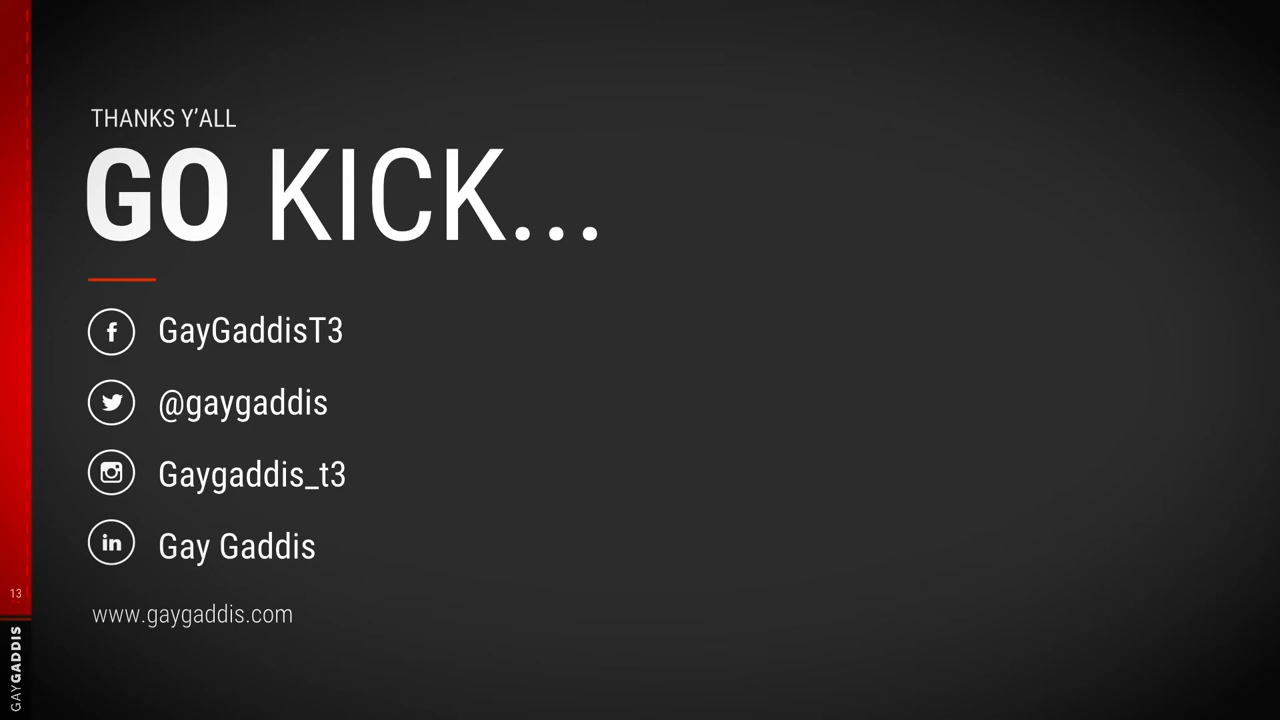 THANKS Y'ALL
GO KICK...
GayGaddisT3
@gaygaddis
Gaygaddis_t3
Gay Gaddis
www.gaygaddis.com
13
GAYGADDIS